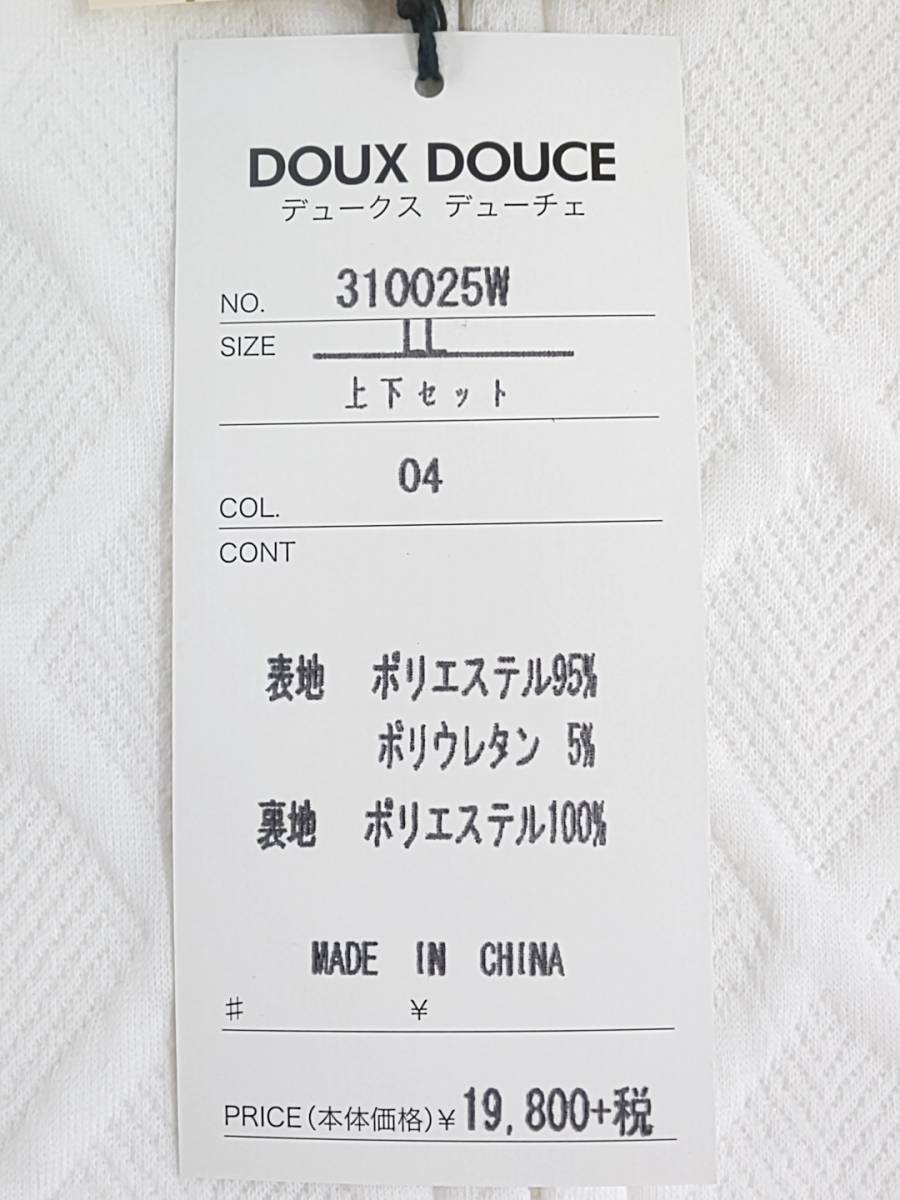 DOUX DOUCE
デュークス デューチェ
NO. 310025W
SIZE LL
上下セット
COL. 04
CONT
表地 ポリエステル95%
ポリウレタン 5%
裏地 ポリエステル100%
MADE IN CHINA
# ¥
PRICE(本体価格)¥19,800+税